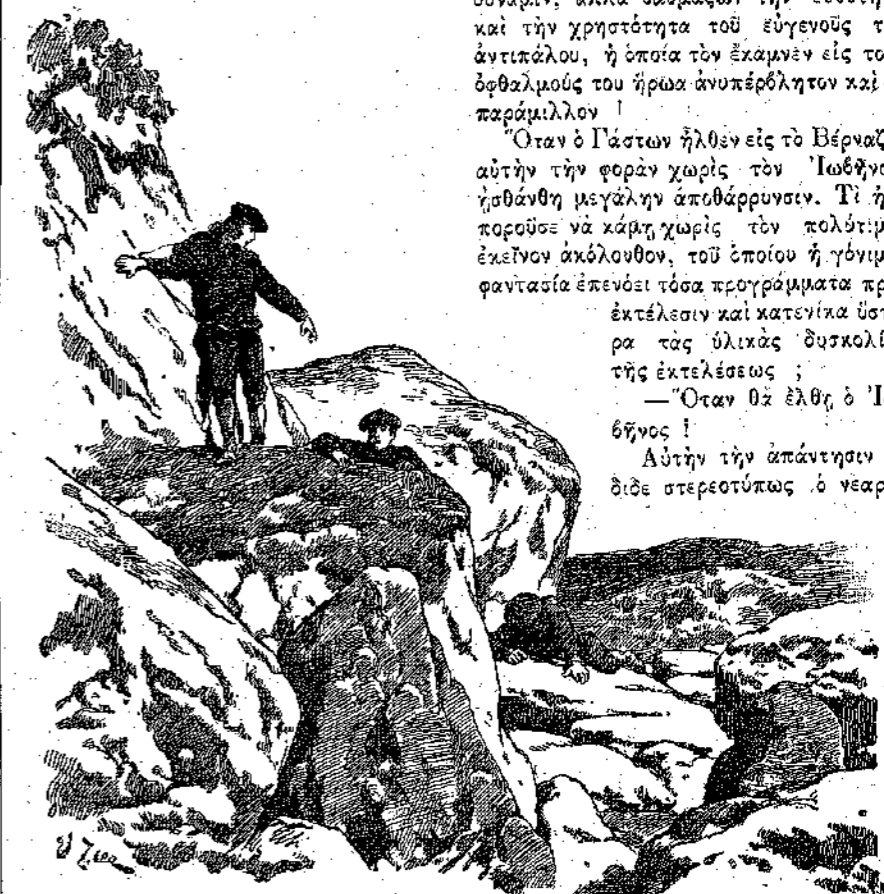 καὶ τὴν χρηστότητα τοῦ εὐγενοῦς τ
ἀντιπάλου, ἡ ὁποία τὸν ἔκαμνεν εἰς το
ὀφθαλμούς του ἥρωα ἀνυπέρβλητον καὶ
παράμιλλον !
Ὅταν ὁ Γάστων ἦλθεν εἰς τὸ Βέρναζ
αὐτὴν τὴν φορὰν χωρὶς τὸν Ἰωβῆνο
ᾐσθάνθη μεγάλην ἀποθάρρυνσιν. Τί ἠ
ποροῦσε νὰ κάμῃ χωρὶς τὸν πολύτιμ
ἐκεῖνον ἀκόλουθον, τοῦ ὁποίου ἡ γόνιμ
φαντασία ἐπενόει τόσα προγράμματα πρ
ἐκτέλεσιν καὶ κατενίκα ὕστ
ρα τὰς ὑλικὰς δυσκολί
τῆς ἐκτελέσεως ;
—Ὅταν θὰ ἔλθῃ ὁ Ἰ
βῆνος !
Αὐτὴν τὴν ἀπάντησιν
διδε στερεοτύπως ὁ νεαρ